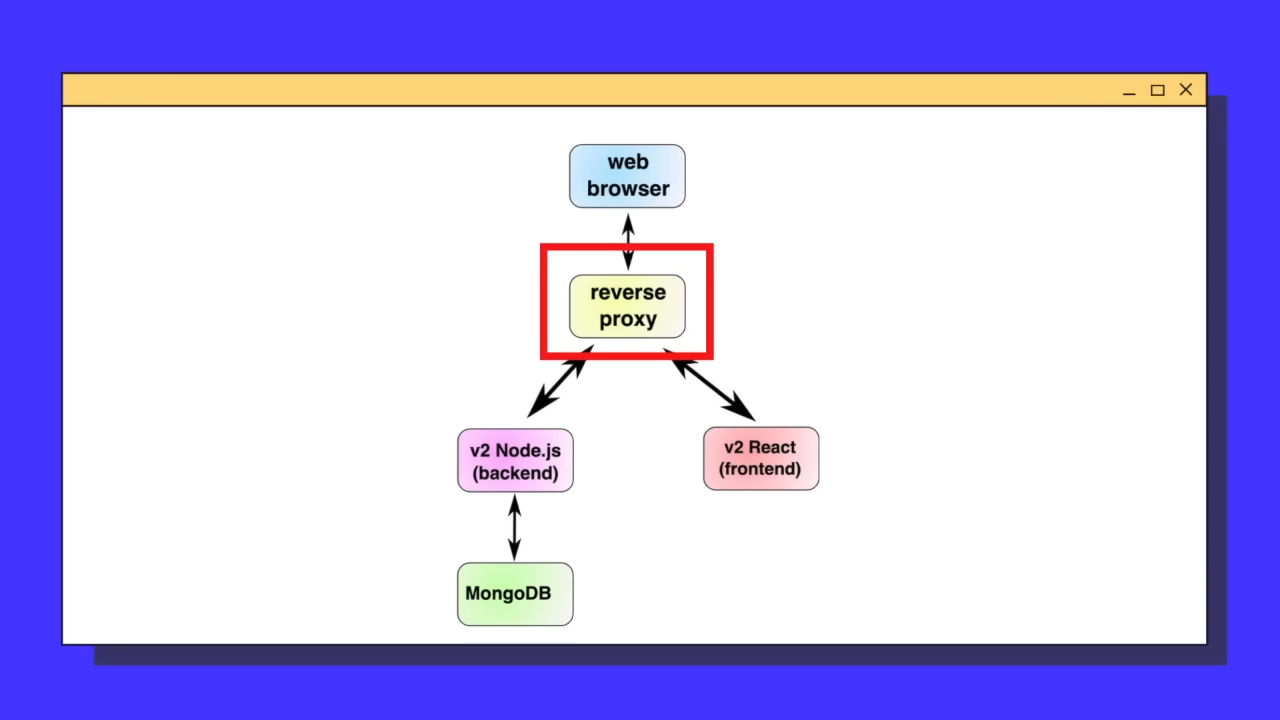 web
browser
reverse
proxy
v2 Node.js
(backend)
v2 React
(frontend)
MongoDB